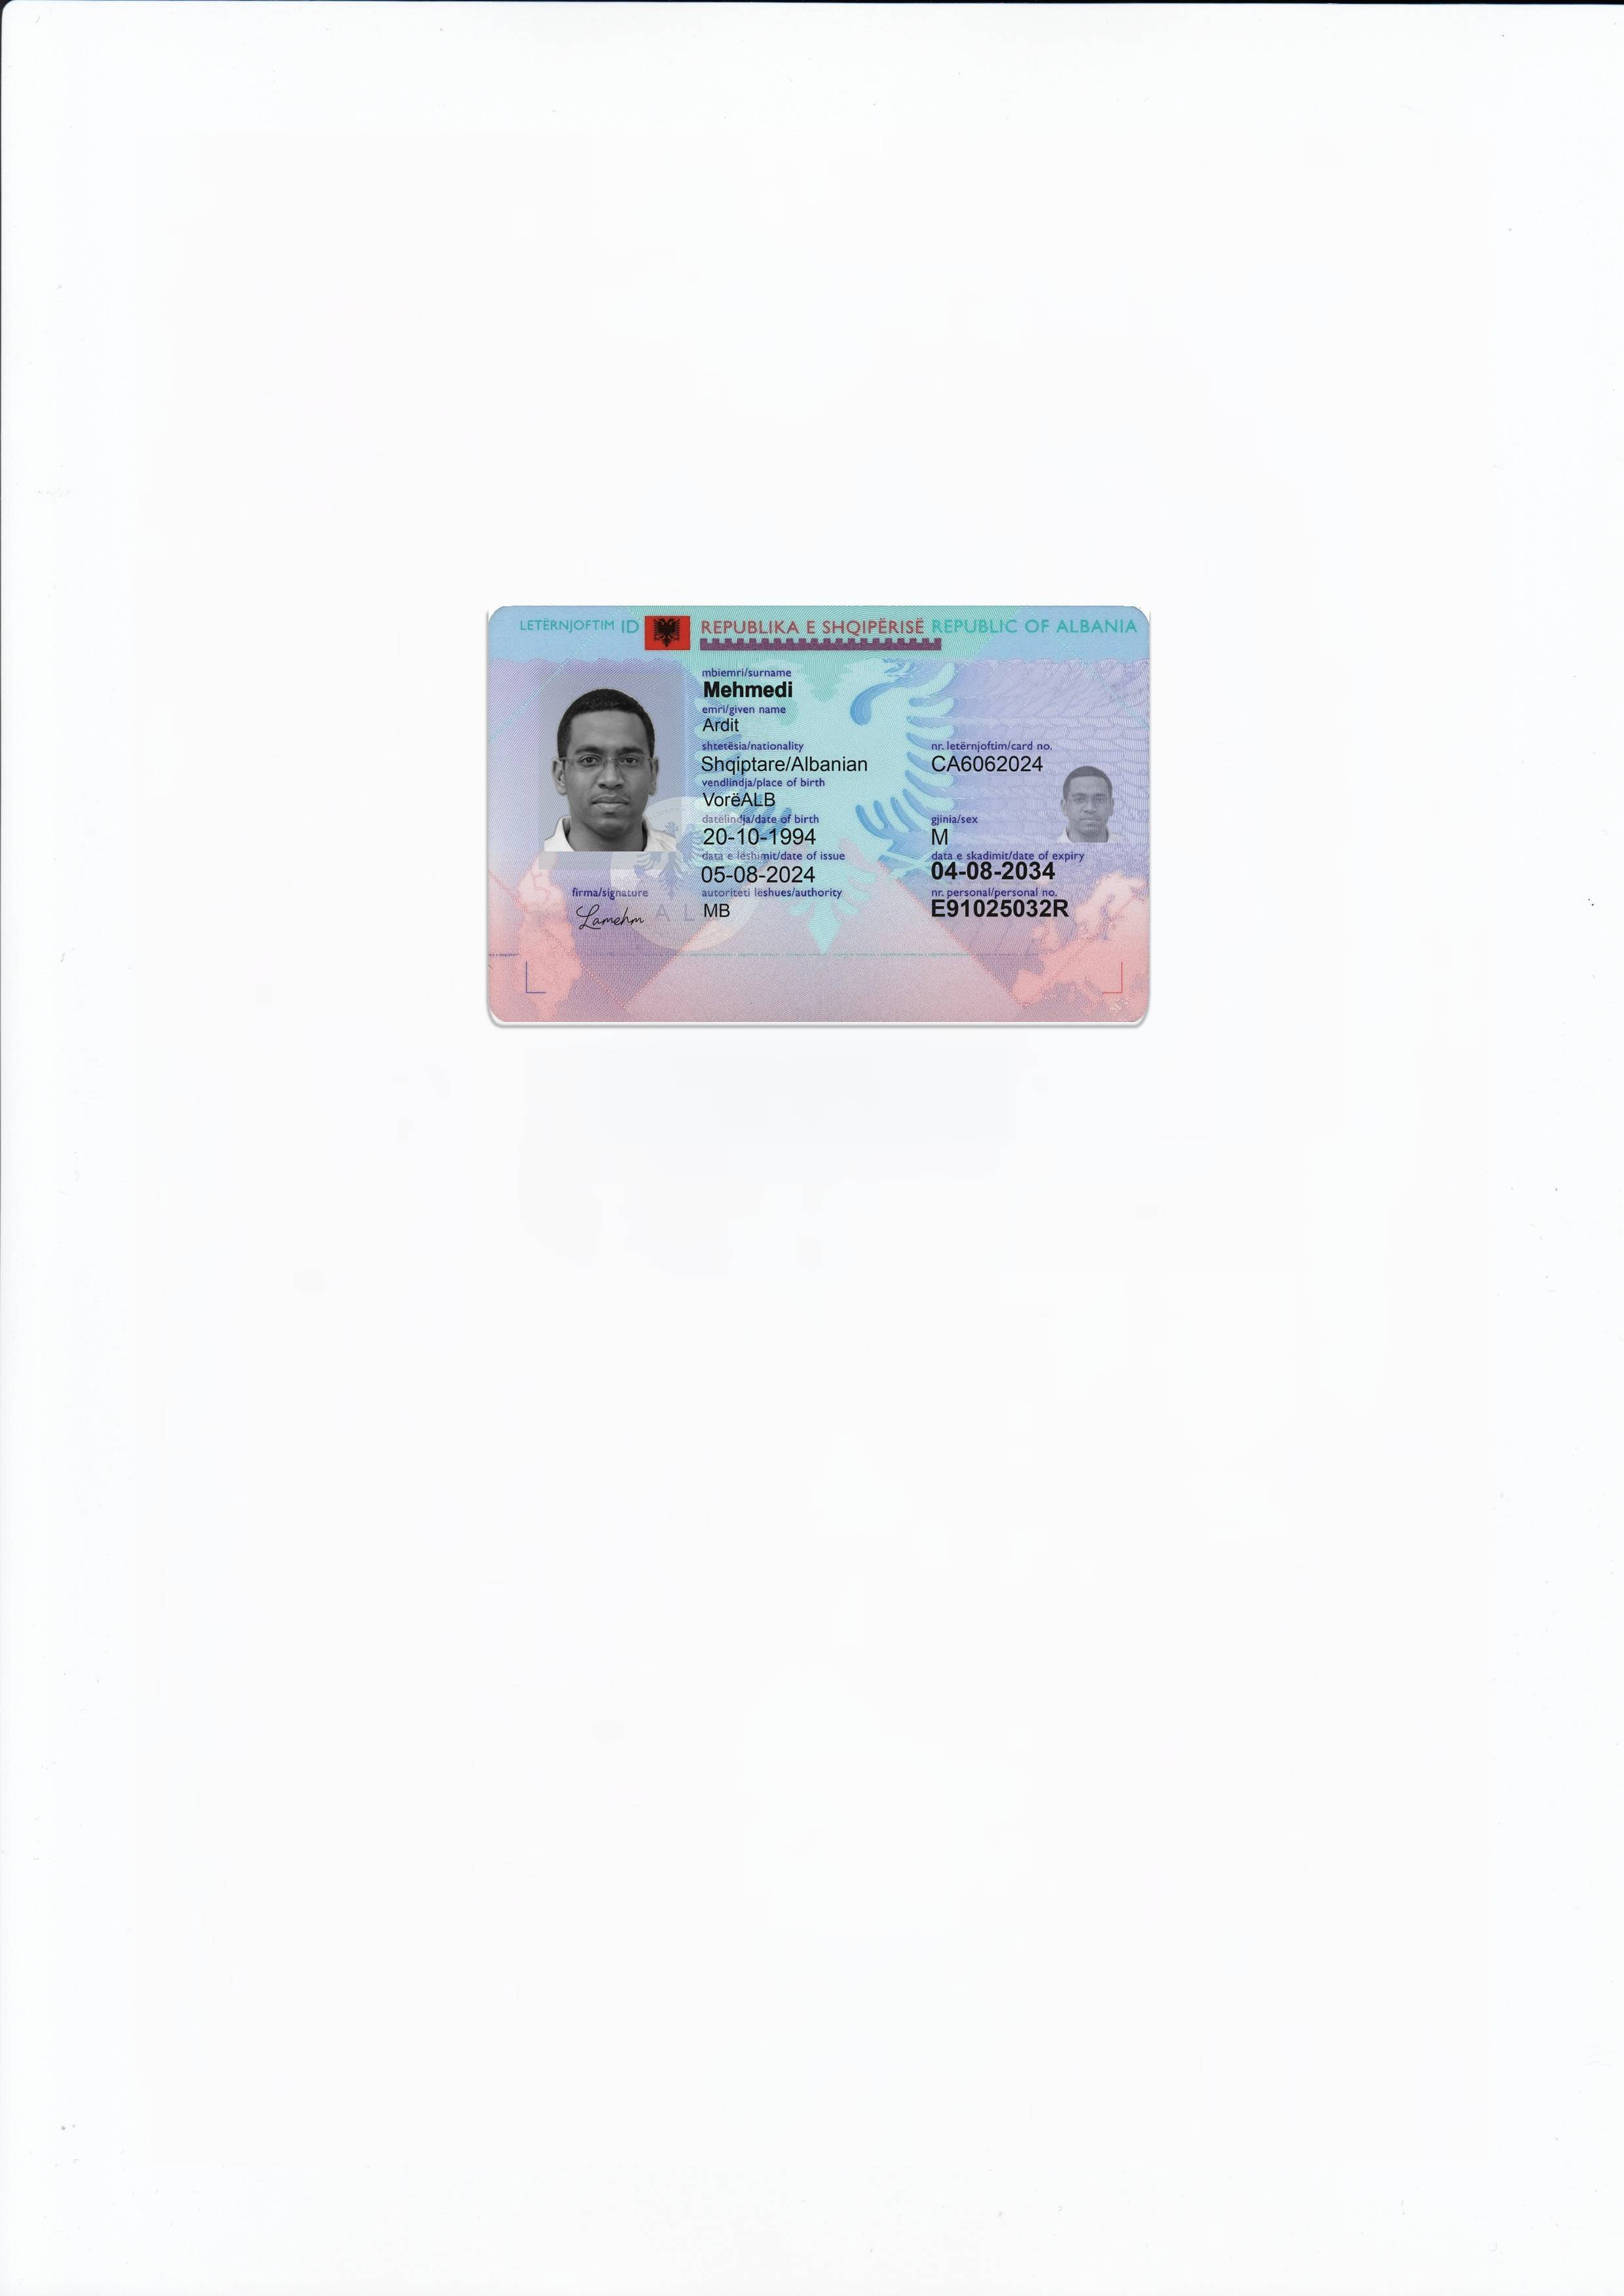 LETËRNJOFTIM ID REPUBLIKA E SHQIPËRISË REPUBLIC OF ALBANIA
mbiemri/surname
Mehmedi
emri/given name
Ardit
shtetësia/nationality nr. letërnjoftim/card no.
Shqiptare/Albanian CA6062024
vendlindja/place of birth
VorëALB
datëlindja/date of birth gjinia/sex
20-10-1994 M
data e lëshimit/date of issue data e skadimit/date of expiry
05-08-2024 04-08-2034
firma/signature autoriteti lëshues/authority nr. personal/personal no.
Lamehm A L MB E91025032R